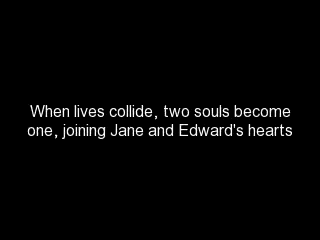 When lives collide, two souls become
one, joining Jane and Edward's hearts